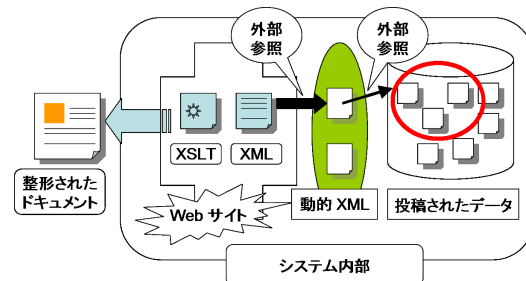 外部
参照
外部
参照
XSLT
XML
整形された
ドキュメント
Web サイト
動的 XML
投稿されたデータ
システム内部